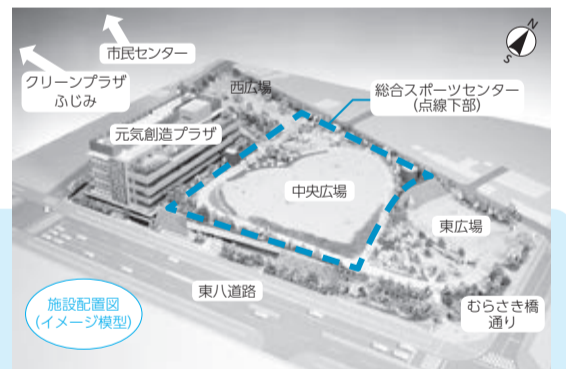 市民センター
クリーンプラザ
ふじみ
西広場
総合スポーツセンター
(点線下部)
元気創造プラザ
中央広場
東広場
東八道路
むらさき橋
通り
施設配置図
(イメージ模型)
N
S